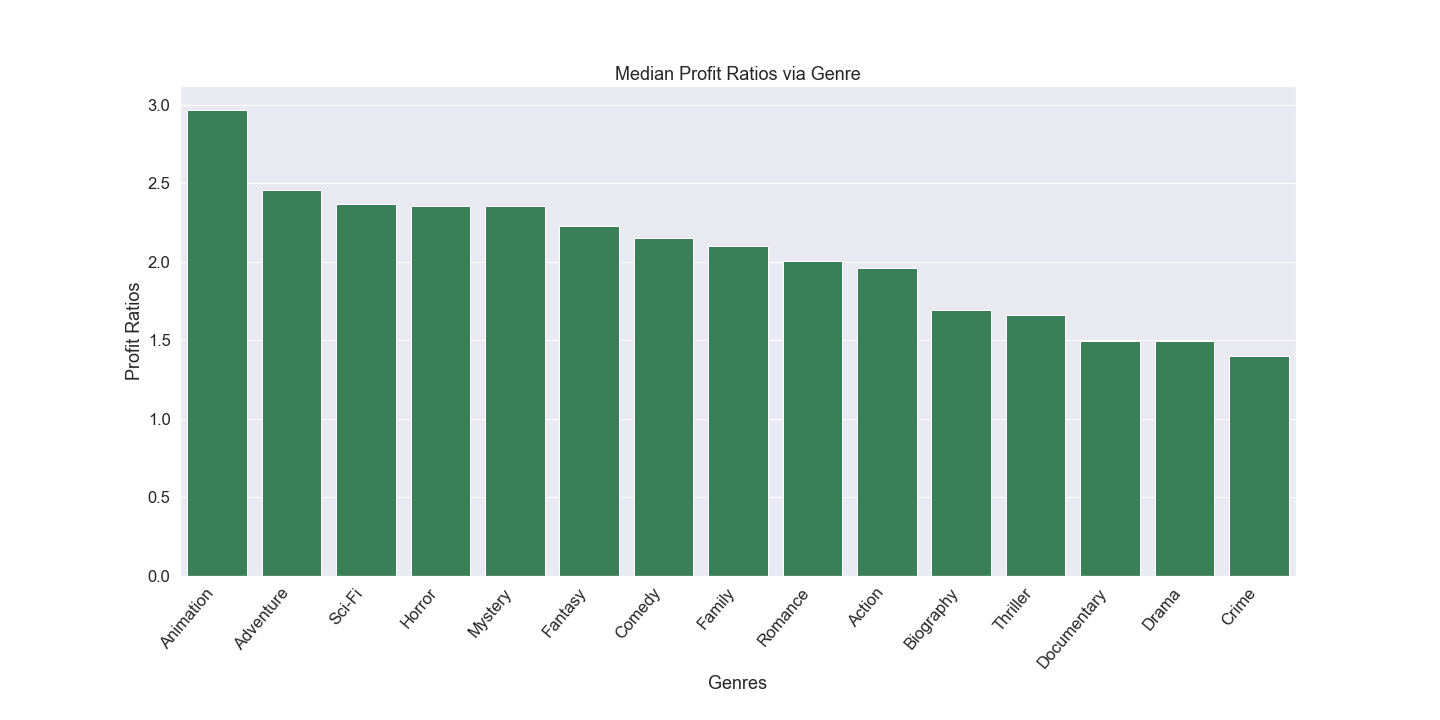 Median Profit Ratios via Genre
Profit Ratios
3.0
2.5
2.0
1.5
1.0
0.5
0.0
Animation
Adventure
Sci-Fi
Horror
Mystery
Fantasy
Comedy
Family
Romance
Action
Biography
Thriller
Documentary
Drama
Crime
Genres